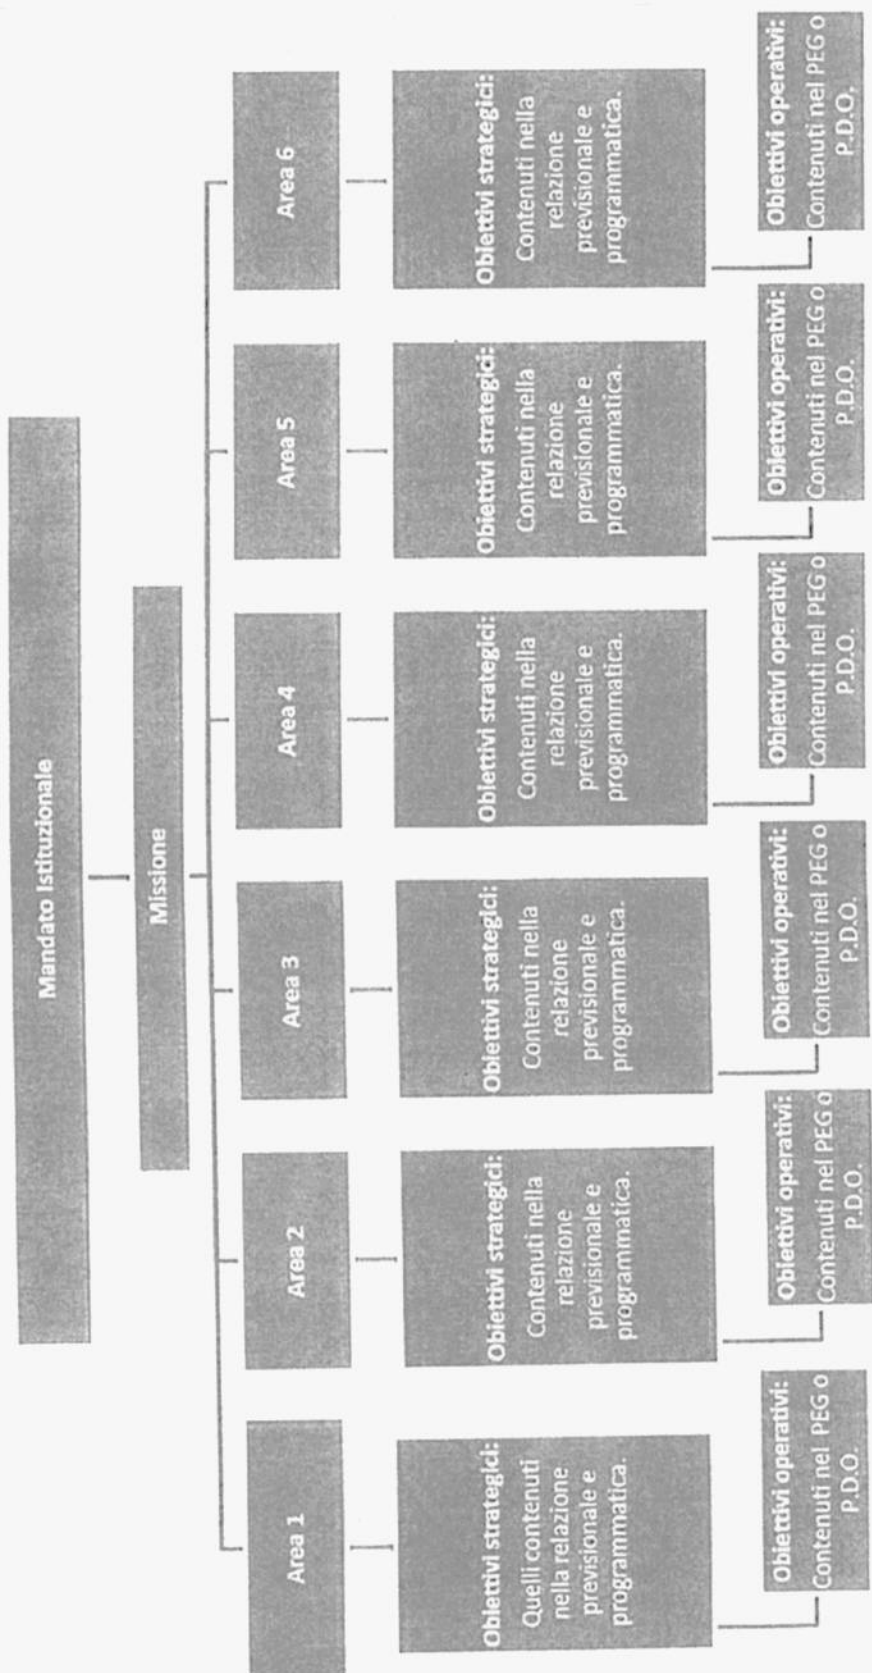 Mandato Istituzionale
Missione
Area 1
Area 2
Area 3
Area 4
Area 5
Area 6
Obiettivi strategici:
Quelli contenuti
nella relazione
previsionale e
programmatica.
Obiettivi strategici:
Contenuti nella
relazione
previsionale e
programmatica.
Obiettivi strategici:
Contenuti nella
relazione
previsionale e
programmatica.
Obiettivi strategici:
Contenuti nella
relazione
previsionale e
programmatica.
Obiettivi strategici:
Contenuti nella
relazione
previsionale e
programmatica.
Obiettivi strategici:
Contenuti nella
relazione
previsionale e
programmatica.
Obiettivi operativi:
Contenuti nel PEG o
P.D.O.
Obiettivi operativi:
Contenuti nel PEG o
P.D.O.
Obiettivi operativi:
Contenuti nel PEG o
P.D.O.
Obiettivi operativi:
Contenuti nel PEG o
P.D.O.
Obiettivi operativi:
Contenuti nel PEG o
P.D.O.
Obiettivi operativi:
Contenuti nel PEG o
P.D.O.